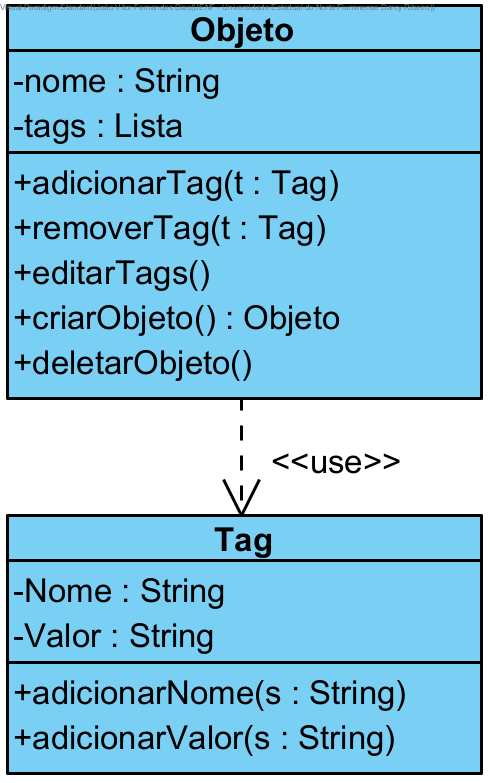 Objeto
-nome : String
-tags : Lista
+adicionarTag(t : Tag)
+removerTag(t : Tag)
+editarTags()
+criarObjeto() : Objeto
+deletarObjeto()
<<use>>
Tag
-Nome : String
-Valor : String
+adicionarNome(s : String)
+adicionarValor(s : String)